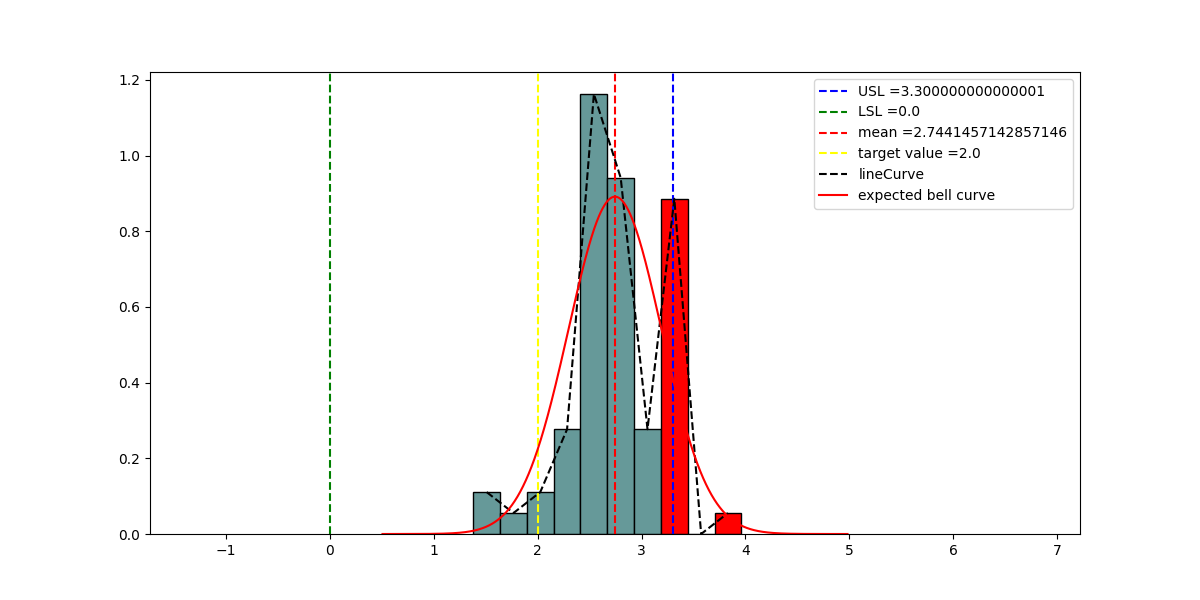 1.2
1.0
0.8
0.6
0.4
0.2
0.0
−1 0 1 2 3 4 5 6 7
USL =3.300000000000001
LSL =0.0
mean =2.7441457142857146
target value =2.0
lineCurve
expected bell curve